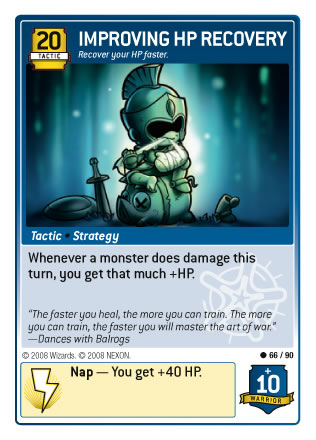 20
TACTIC
IMPROVING HP RECOVERY
Recover your HP faster.
Tactic • Strategy
Whenever a monster does damage this
turn, you get that much +HP.
"The faster you heal, the more you can train. The more
you can train, the faster you will master the art of war."
—Dances with Balrogs
© 2008 Wizards. © 2008 NEXON. ● 66 / 90
Nap — You get +40 HP.
+
10
WARRIOR